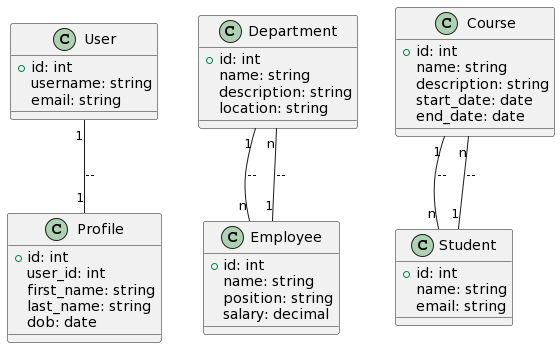 C User
id: int
username: string
email: string
1
--
1
C Profile
id: int
user_id: int
first_name: string
last_name: string
dob: date
C Department
id: int
name: string
description: string
location: string
1 n
-- --
n 1
C Employee
id: int
name: string
position: string
salary: decimal
C Course
id: int
name: string
description: string
start_date: date
end_date: date
1 n
-- --
n 1
C Student
id: int
name: string
email: string